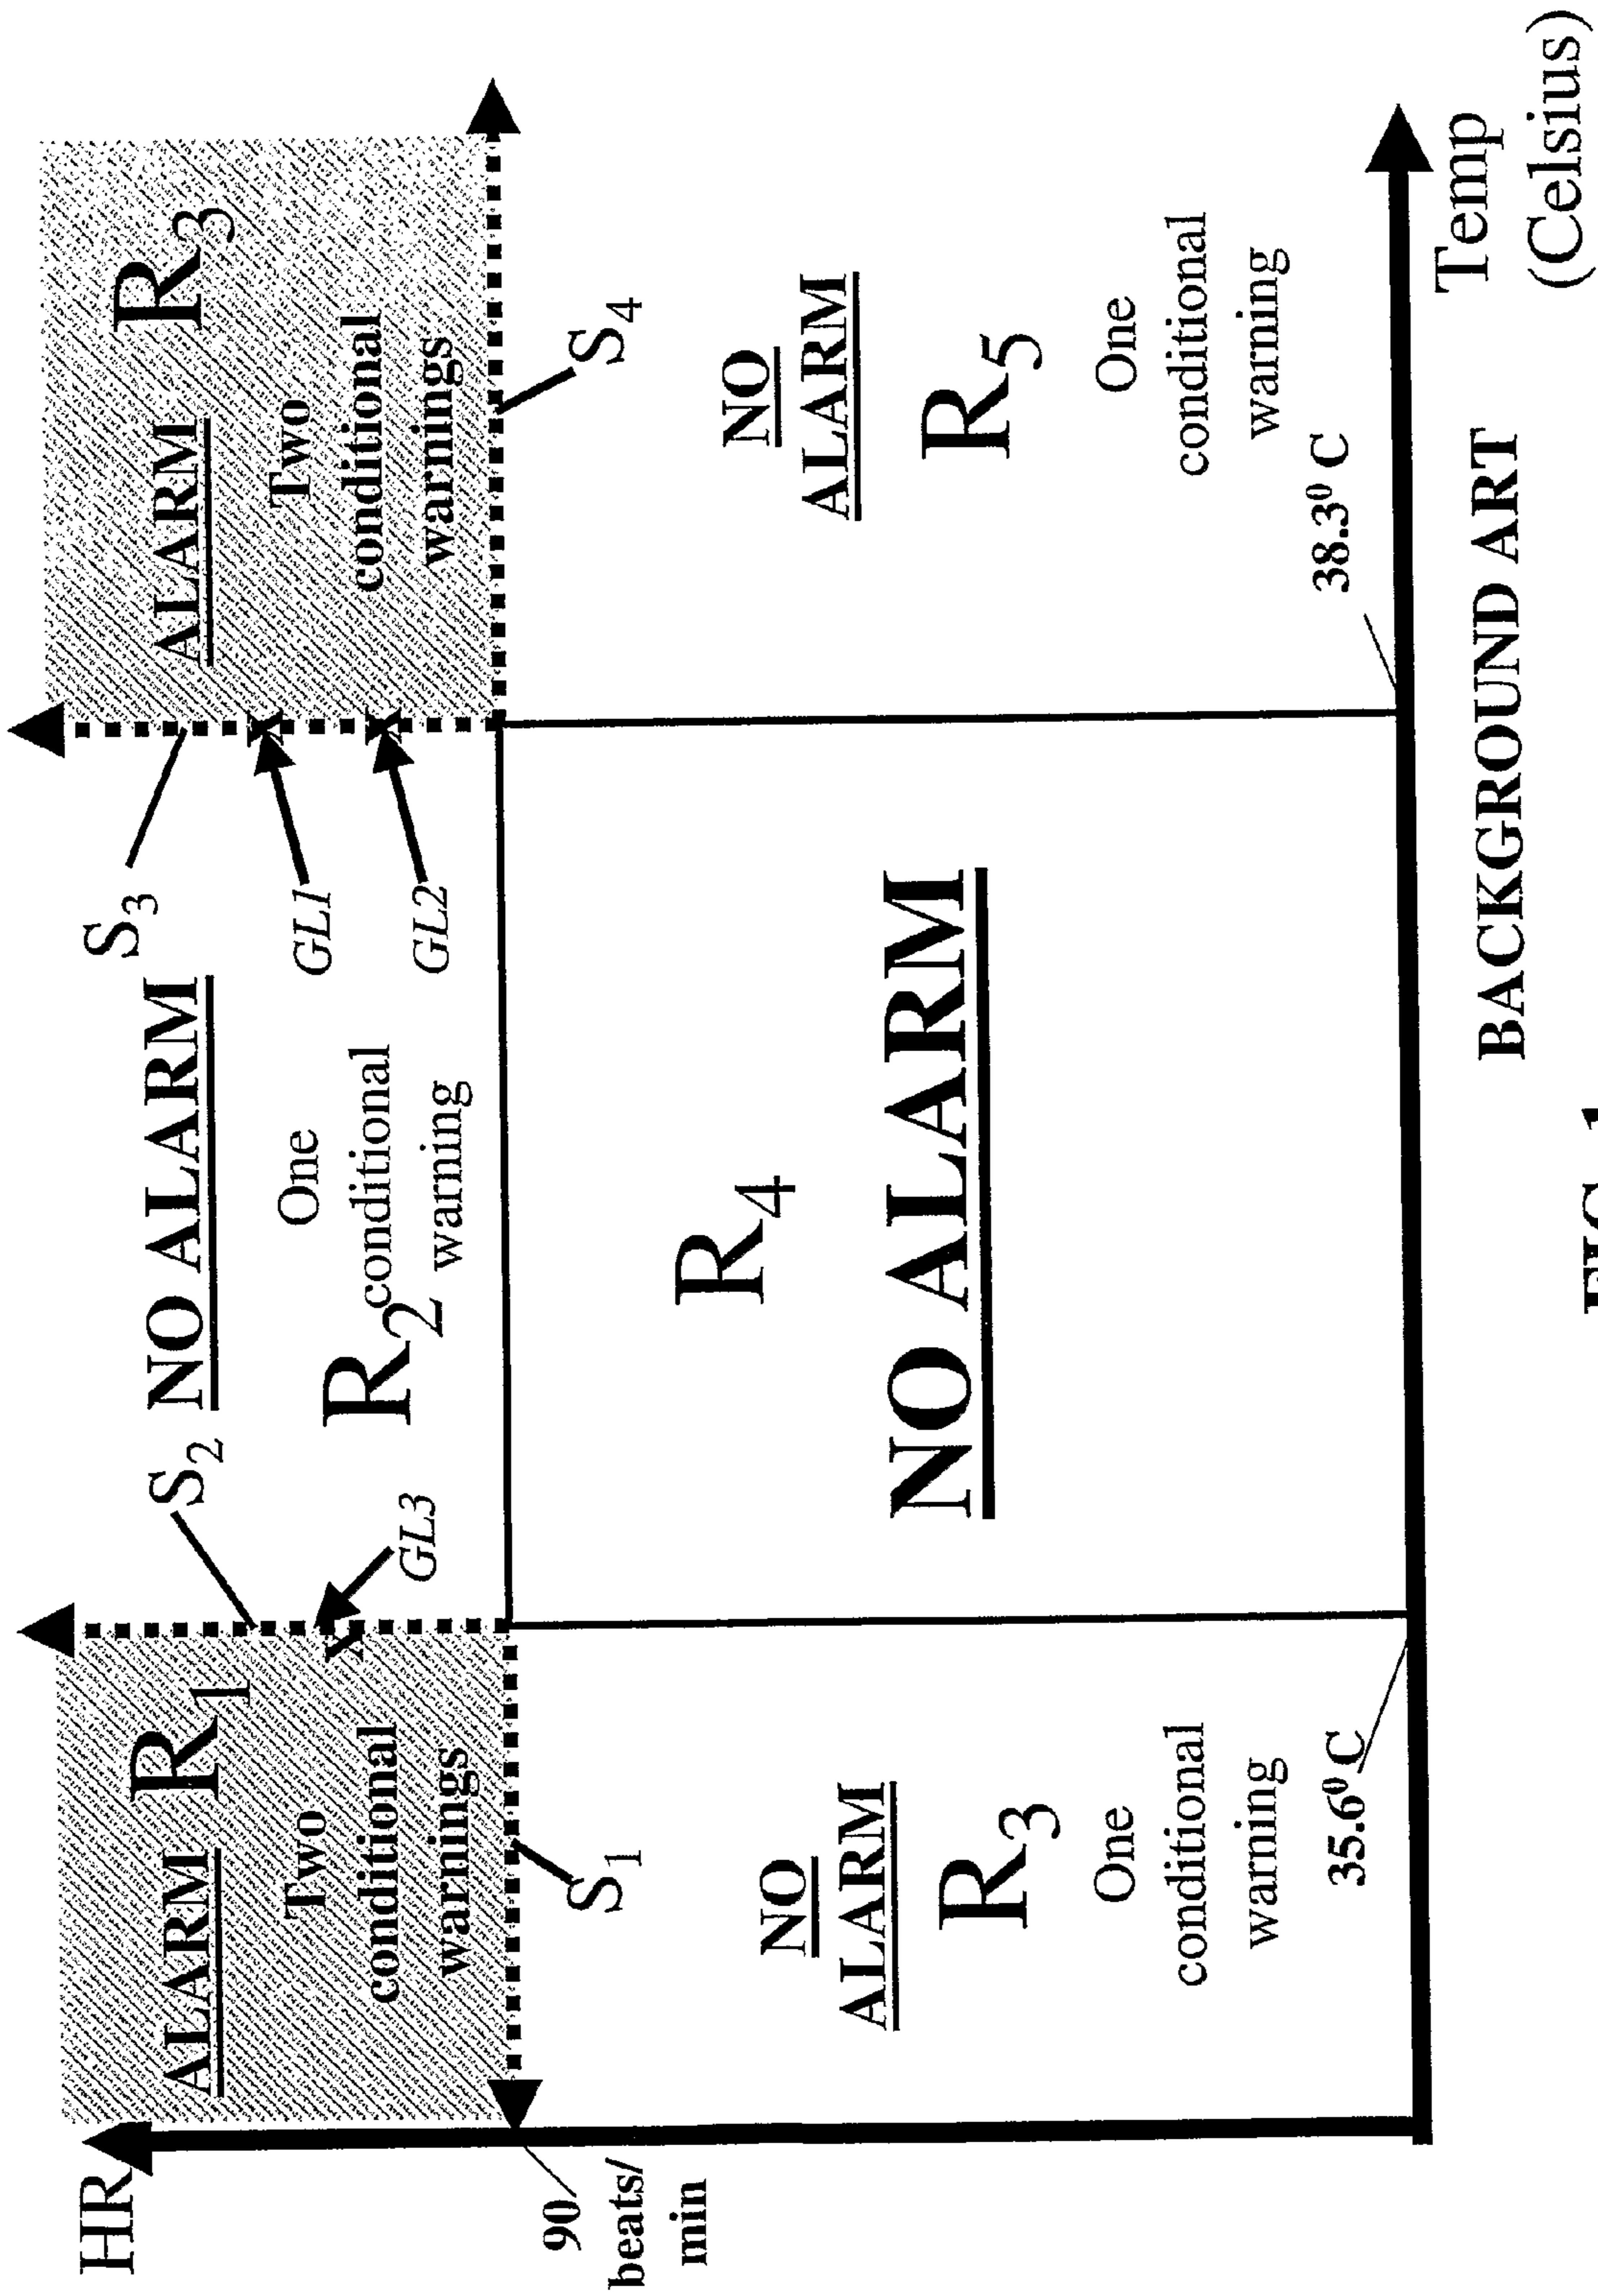 HR
90
beats/
min
ALARM R1
Two
conditional
warnings
S1
S2
GL3
NO ALARM
One
conditional
warning
R2
S3
GL1
GL2
ALARM R3
Two
conditional
warnings
S4
NO
ALARM
R3
One
conditional
warning
35.6⁰ C
R4
NO ALARM
NO
ALARM
R5
One
conditional
warning
38.3⁰ C
Temp
(Celsius)
BACKGROUND ART